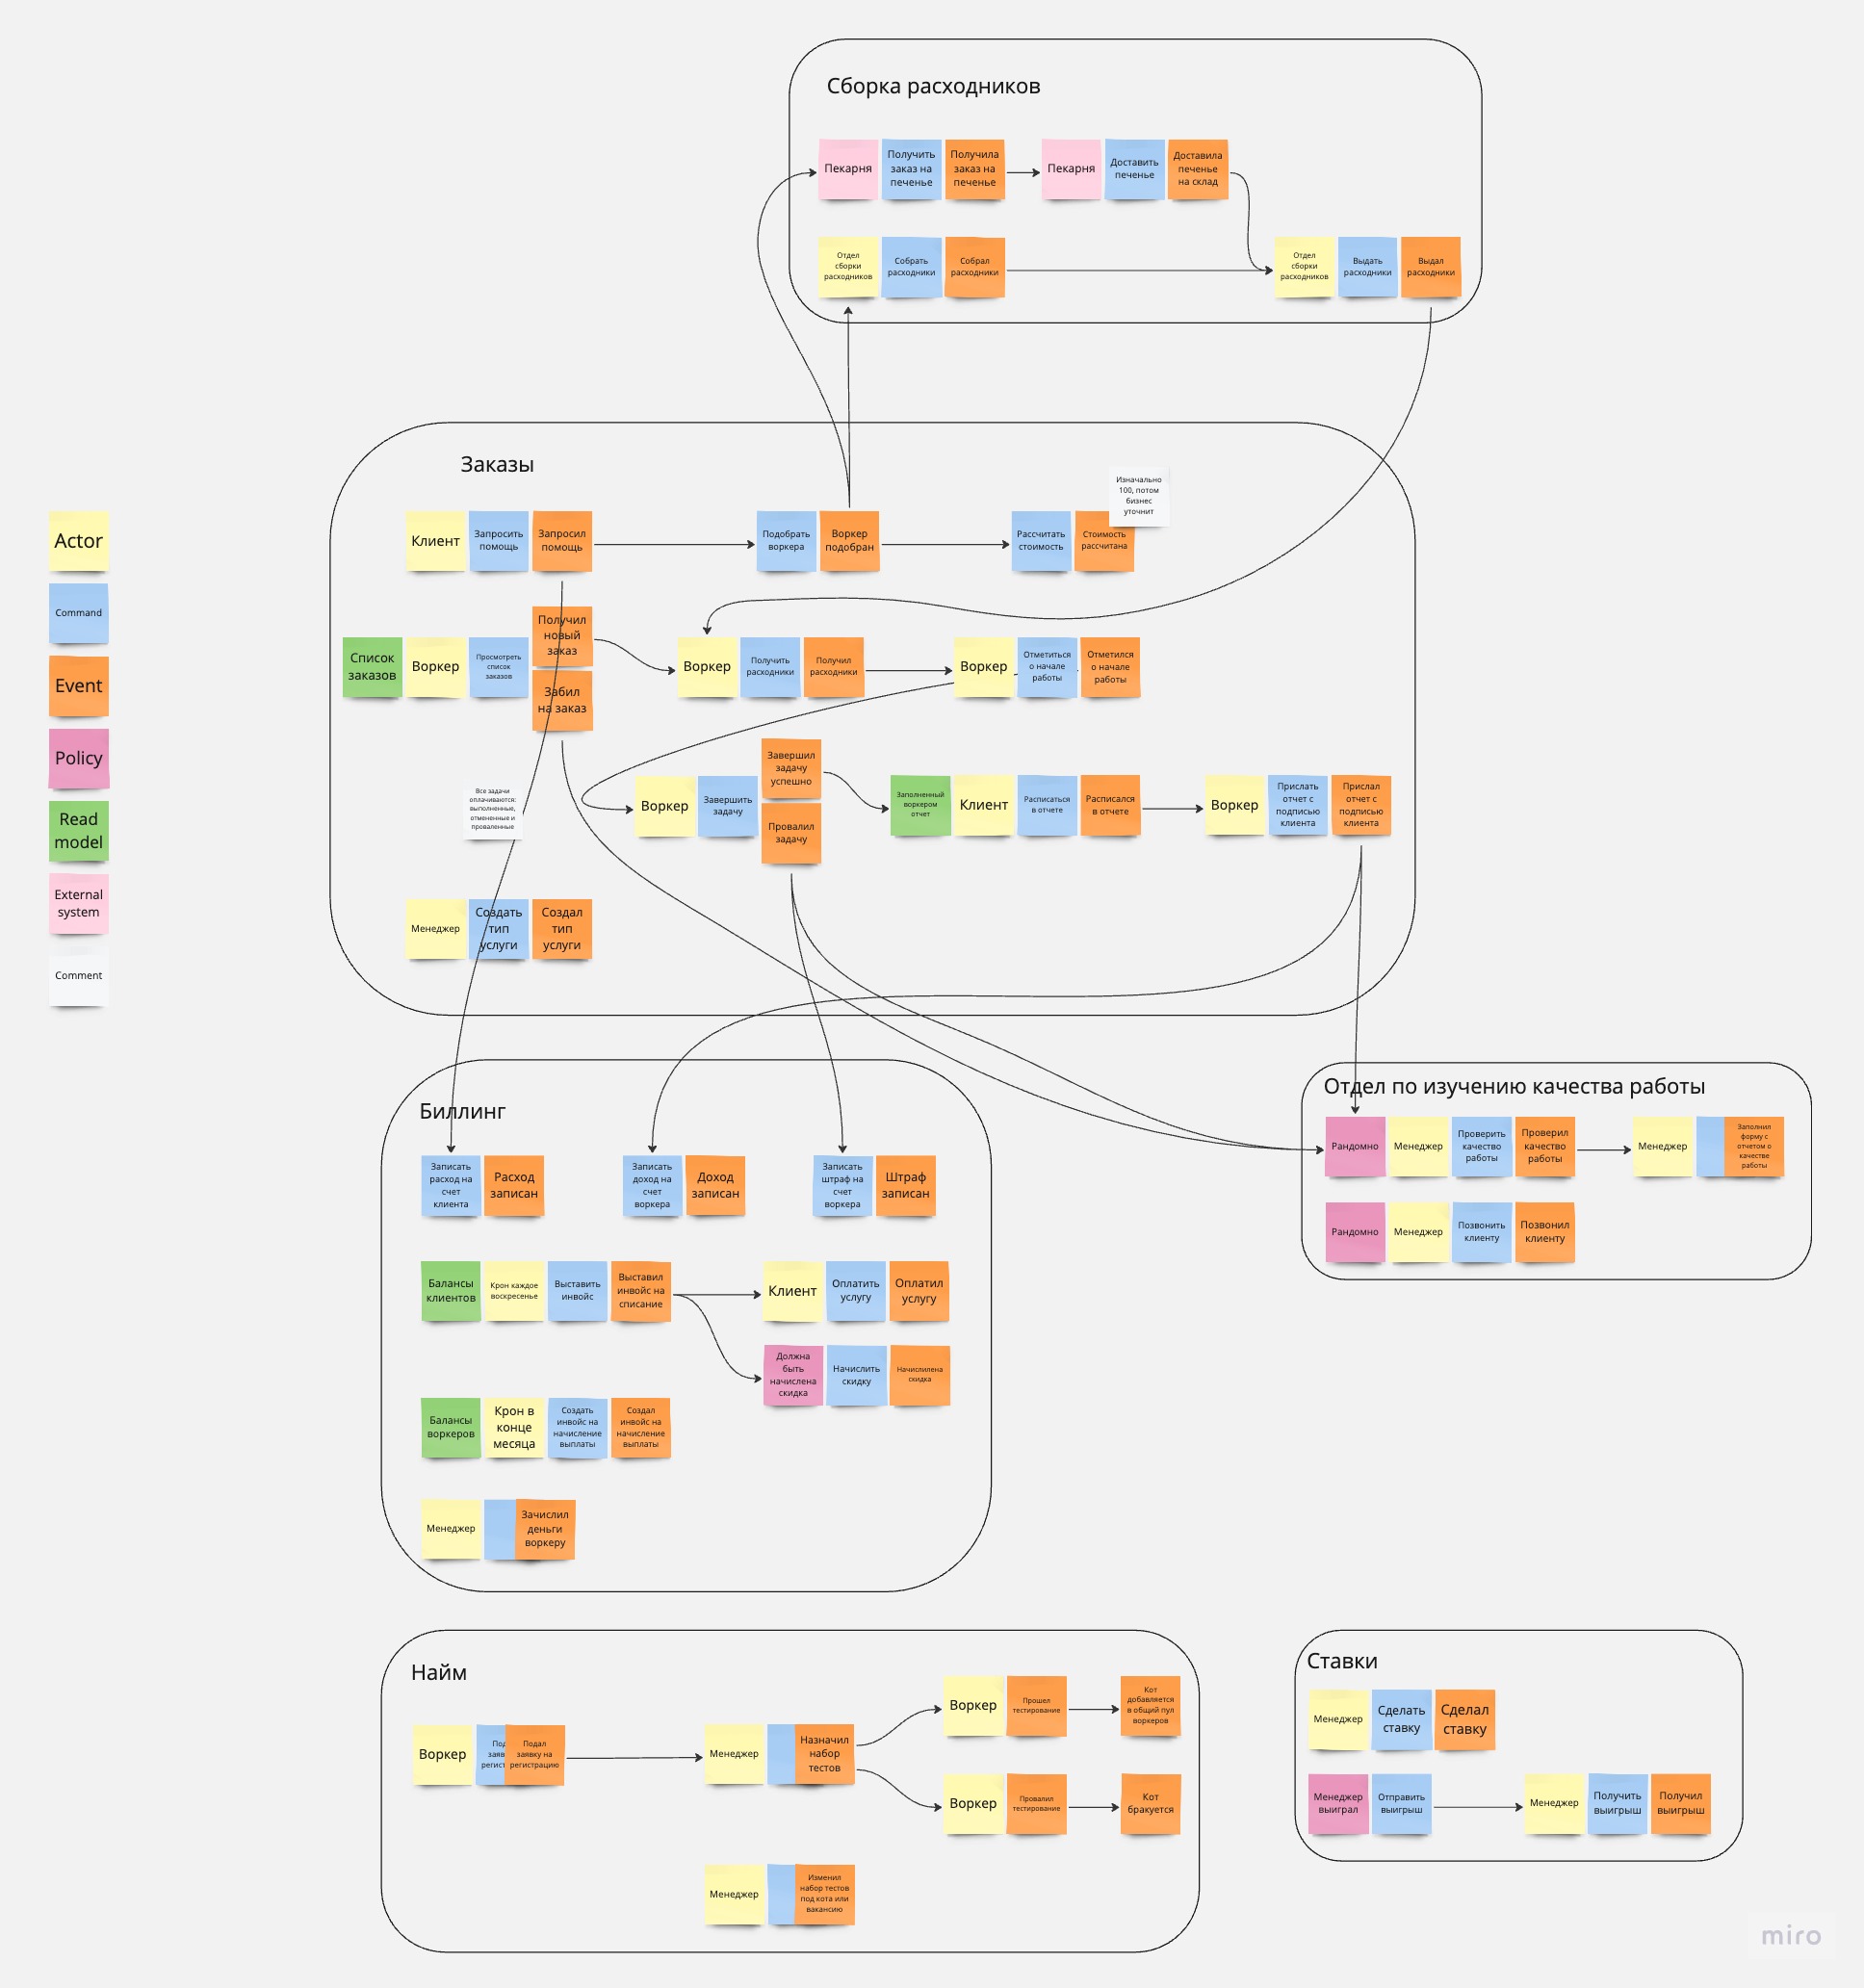 Сборка расходников
Пекарня
Получить
заказ на
печенье
Получила
заказ на
печенье
Пекарня
Доставить
печенье
Доставила
печенье
на склад
Отдел
сборки
расходников
Собрать
расходники
Собрал
расходники
Отдел
сборки
расходников
Выдать
расходники
Выдал
расходники
Actor
Command
Event
Policy
Read
model
External
system
Comment
Заказы
Изначально
100, потом
бизнес
уточнит
Клиент
Запросить
помощь
Запросил
помощь
Подобрать
воркера
Воркер
подобран
Рассчитать
стоимость
Стоимость
рассчитана
Список
заказов
Воркер
Просмотреть
список
заказов
Получил
новый
заказ
Забил
на заказ
Воркер
Получить
расходники
Получил
расходники
Воркер
Отметиться
о начале
работы
Отметился
о начале
работы
Все задачи
оплачиваются:
выполненные,
отмененные и
проваленные
Воркер
Завершить
задачу
Завершил
задачу
успешно
Провалил
задачу
Заполненный
воркером
отчет
Клиент
Расписаться
в отчете
Расписался
в отчете
Воркер
Прислать
отчет с
подписью
клиента
Прислал
отчет с
подписью
клиента
Менеджер
Создать
тип
услуги
Создал
тип
услуги
Биллинг
Записать
расход на
счет
клиента
Расход
записан
Записать
доход на
счет
воркера
Доход
записан
Записать
штраф на
счет
воркера
Штраф
записан
Балансы
клиентов
Крон каждое
воскресенье
Выставить
инвойс
Выставил
инвойс на
списание
Клиент
Оплатить
услугу
Оплатил
услугу
Должна
быть
начислена
скидка
Начислить
скидку
Начислилена
скидка
Балансы
воркеров
Крон в
конце
месяца
Создать
инвойс на
начисление
выплаты
Создал
инвойс на
начисление
выплаты
Менеджер
Зачислил
деньги
воркеру
Отдел по изучению качества работы
Рандомно
Менеджер
Проверить
качество
работы
Проверил
качество
работы
Менеджер
Заполнил
форму с
отчетом о
качестве
работы
Рандомно
Менеджер
Позвонить
клиенту
Позвонил
клиенту
Найм
Воркер
Подал
заявку на
регистрацию
Менеджер
Назначил
набор
тестов
Воркер
Прошел
тестирование
Кот
добавляется
в общий пул
воркеров
Воркер
Провалил
тестирование
Кот
бракуется
Менеджер
Изменил
набор тестов
под кота или
вакансию
Ставки
Менеджер
Сделать
ставку
Сделал
ставку
Менеджер
выиграл
Отправить
выигрыш
Менеджер
Получить
выигрыш
Получил
выигрыш
miro